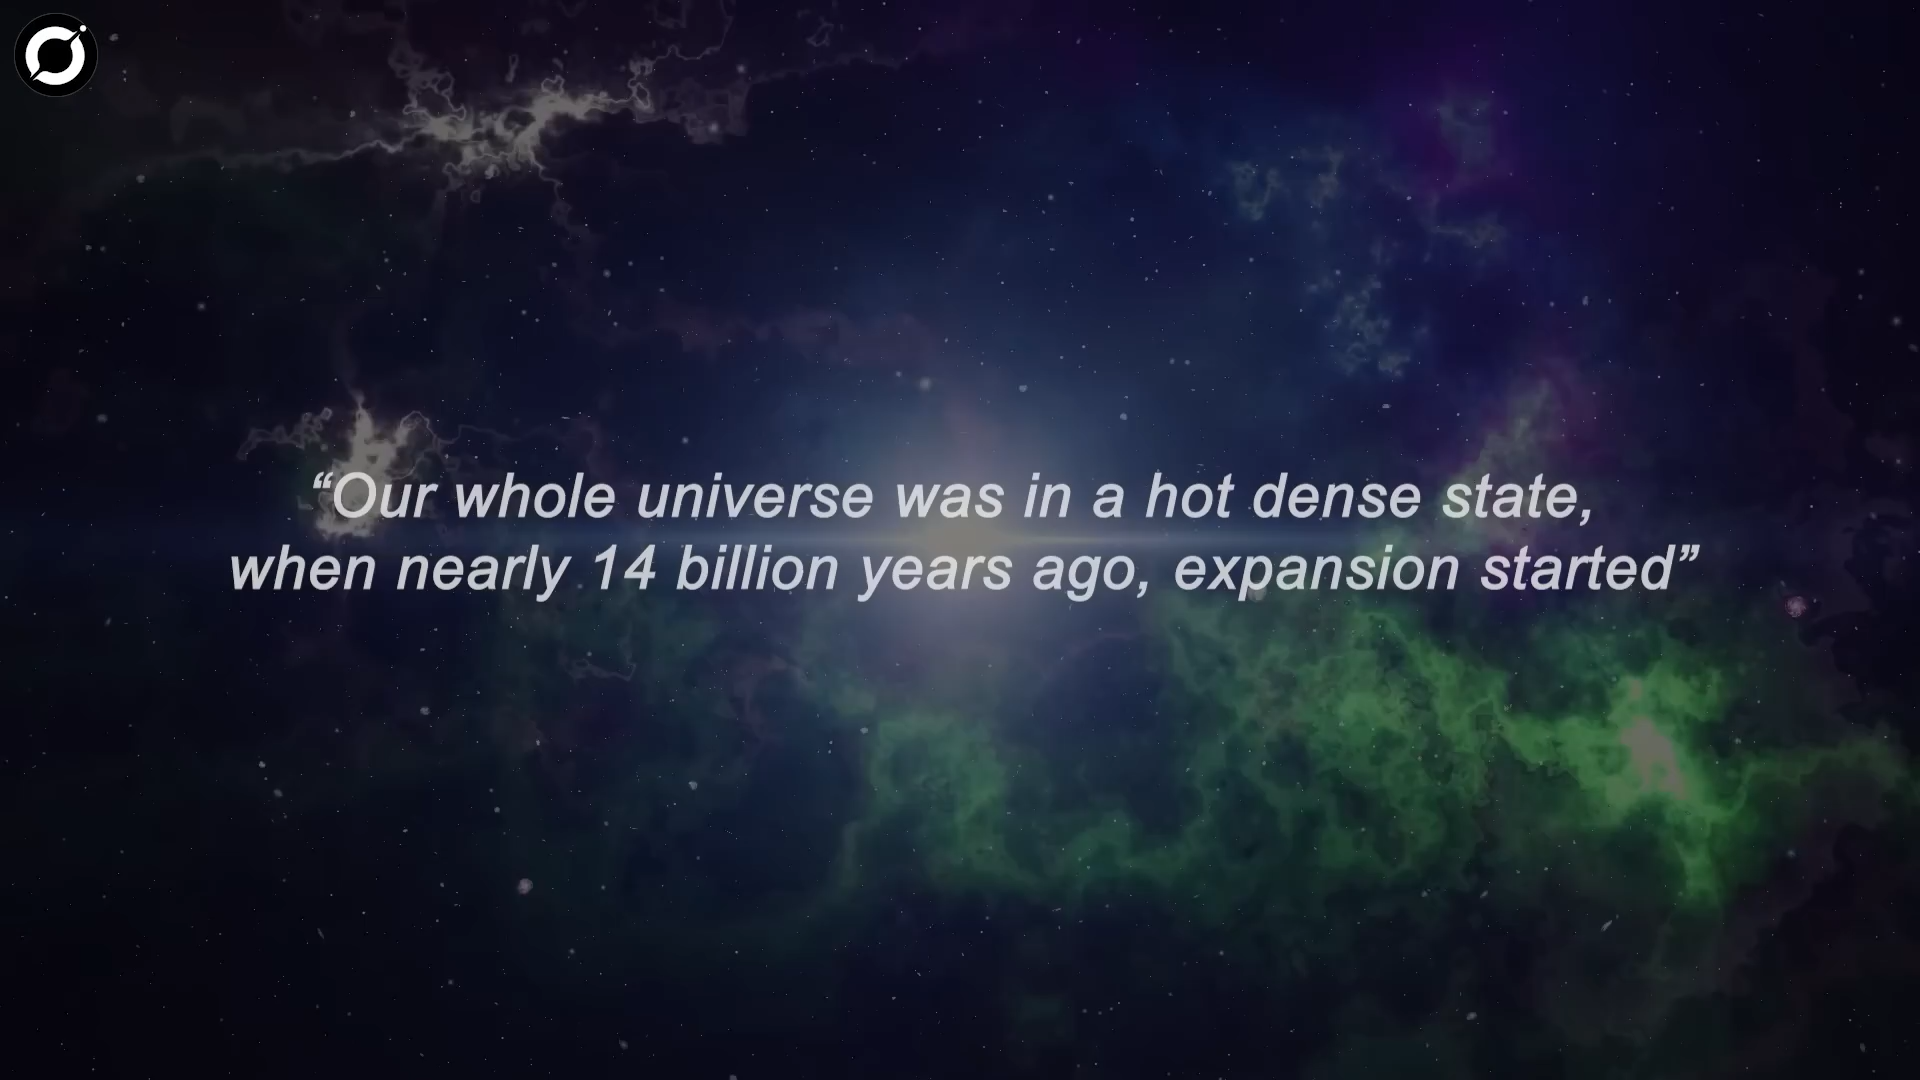 “Our whole universe was in a hot dense state,
when nearly 14 billion years ago, expansion started”